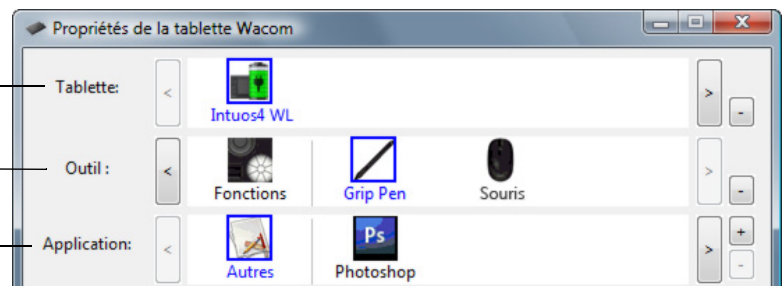 Propriétés de la tablette Wacom
Tablette:
Intuos4 WL
Outil :
Fonctions Grip Pen Souris
Application:
Ps
Autres Photoshop